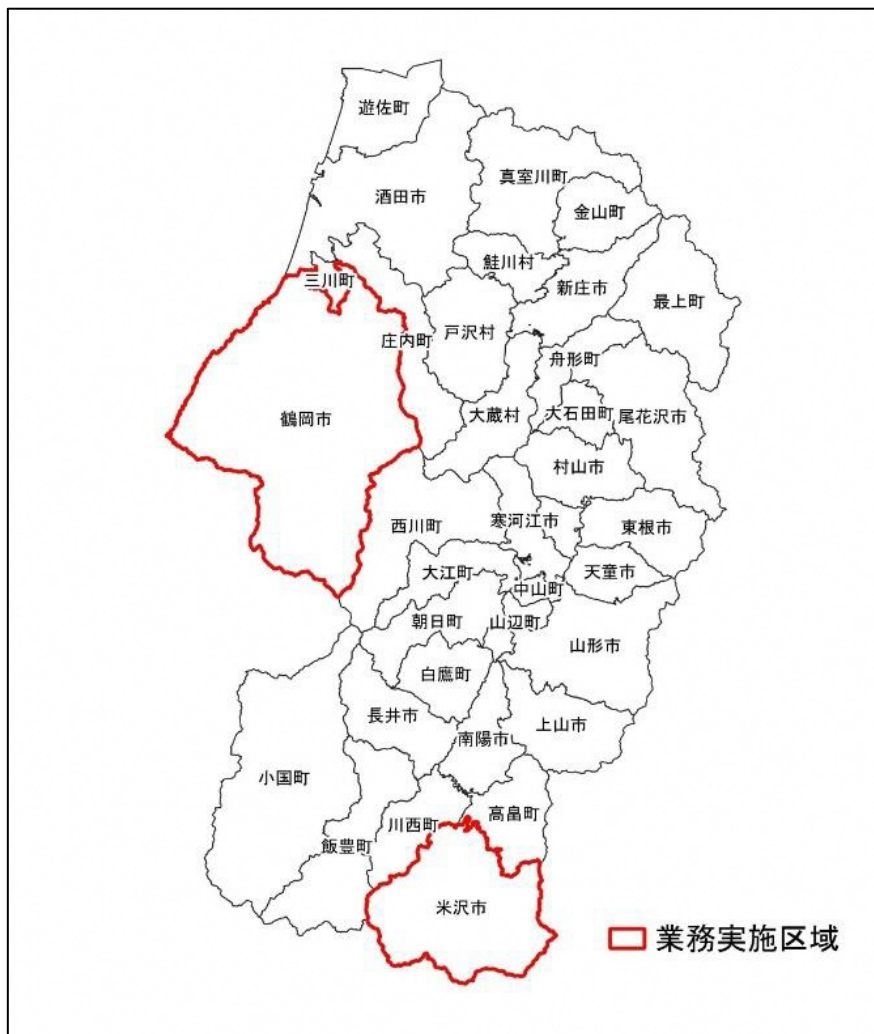 遊佐町
真室川町
酒田市
金山町
鮭川村
三川町
新庄市
最上町
庄内町
戸沢村
舟形町
鶴岡市
大蔵村
大石田町
尾花沢市
村山市
西川町
寒河江市
東根市
大江町
天童市
中山町
朝日町
山辺町
山形市
白鷹町
長井市
南陽市
上山市
小国町
川西町
高畠町
飯豊町
米沢市
業務実施区域